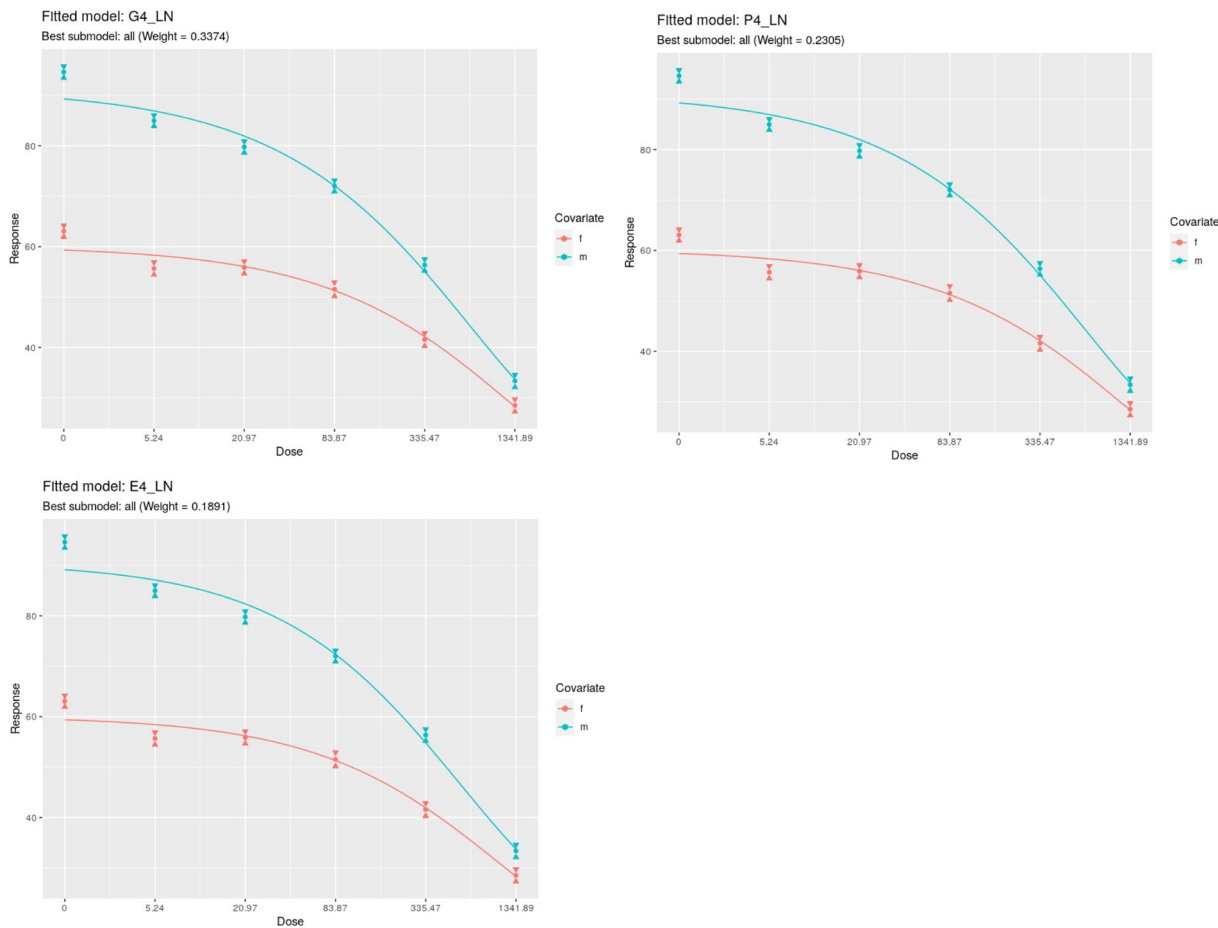 Fitted model: G4_LN
Best submodel: all (Weight = 0.3374)
80
60
40
Response
0 5.24 20.97 83.87 335.47 1341.89
Dose
Covariate
f
m
Fitted model: P4_LN
Best submodel: all (Weight = 0.2305)
80
60
40
Response
0 5.24 20.97 83.87 335.47 1341.89
Dose
Covariate
f
m
Fitted model: E4_LN
Best submodel: all (Weight = 0.1891)
80
60
40
Response
0 5.24 20.97 83.87 335.47 1341.89
Dose
Covariate
f
m